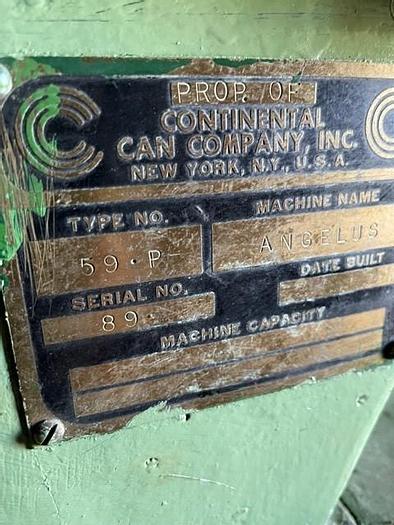 PROP. OF
CONTINENTAL
CAN COMPANY, INC.
NEW YORK, N.Y., U.S.A.
TYPE NO. MACHINE NAME
59·P ANGELUS
SERIAL NO. DATE BUILT
89·
MACHINE CAPACITY